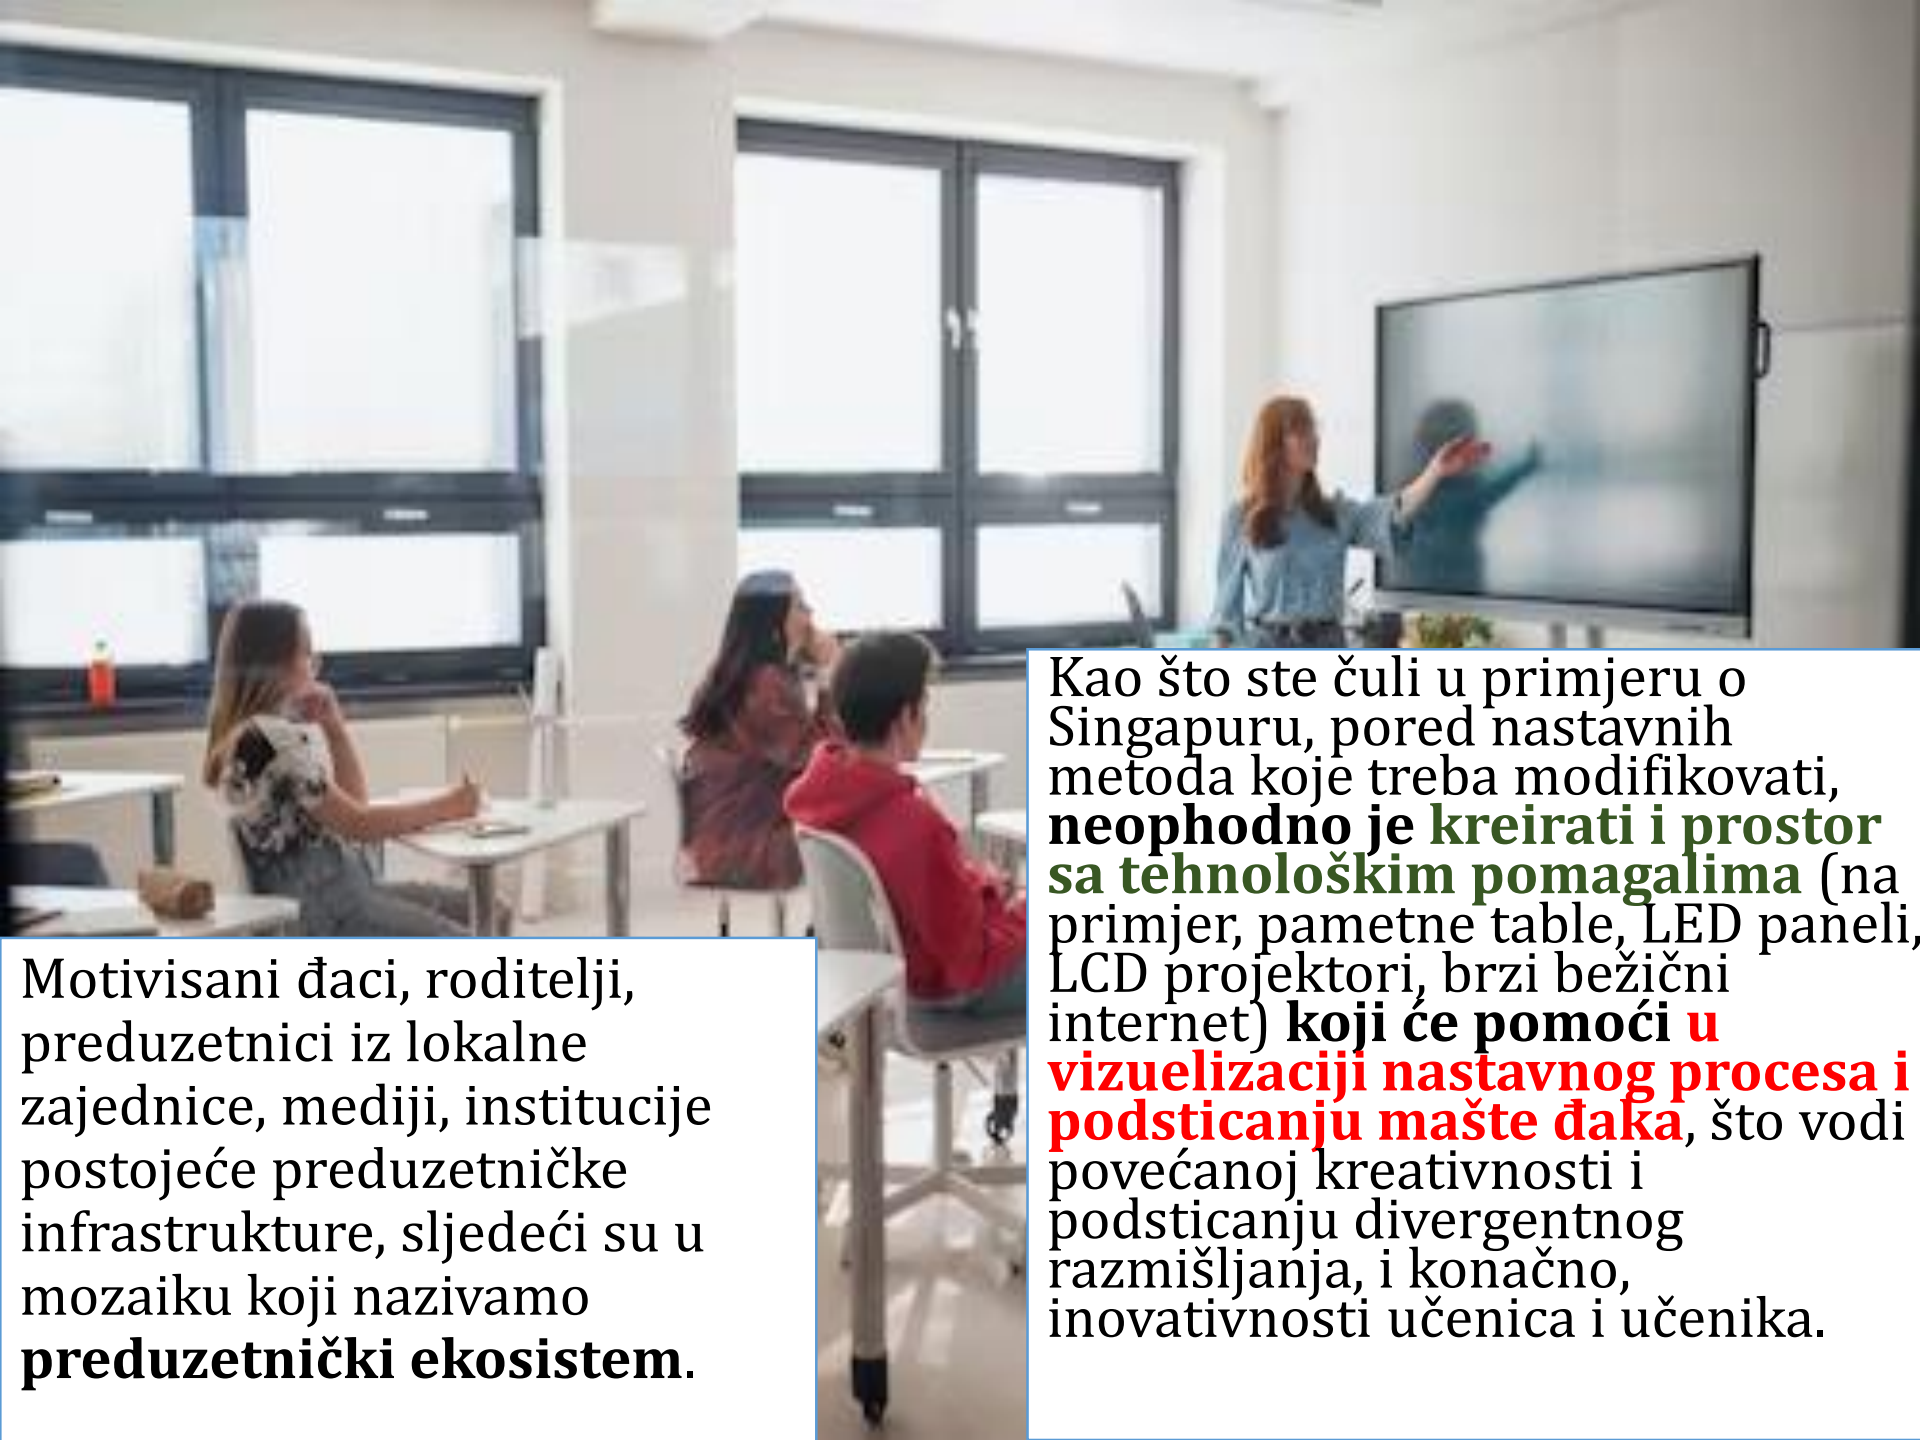 Kao što ste čuli u primjeru o
Singapuru, pored nastavnih
metoda koje treba modifikovati,
neophodno je kreirati i prostor
sa tehnološkim pomagalima (na
primjer, pametne table, LED paneli,
LCD projektori, brzi bežični
internet) koji će pomoći u
vizuelizaciji nastavnog procesa i
podsticanju mašte đaka, što vodi
povećanoj kreativnosti i
podsticanju divergentnog
razmišljanja, i konačno,
inovativnosti učenica i učenika.
Motivisani đaci, roditelji,
preduzetnici iz lokalne
zajednice, mediji, institucije
postojeće preduzetničke
infrastrukture, sljedeći su u
mozaiku koji nazivamo
preduzetnički ekosistem.